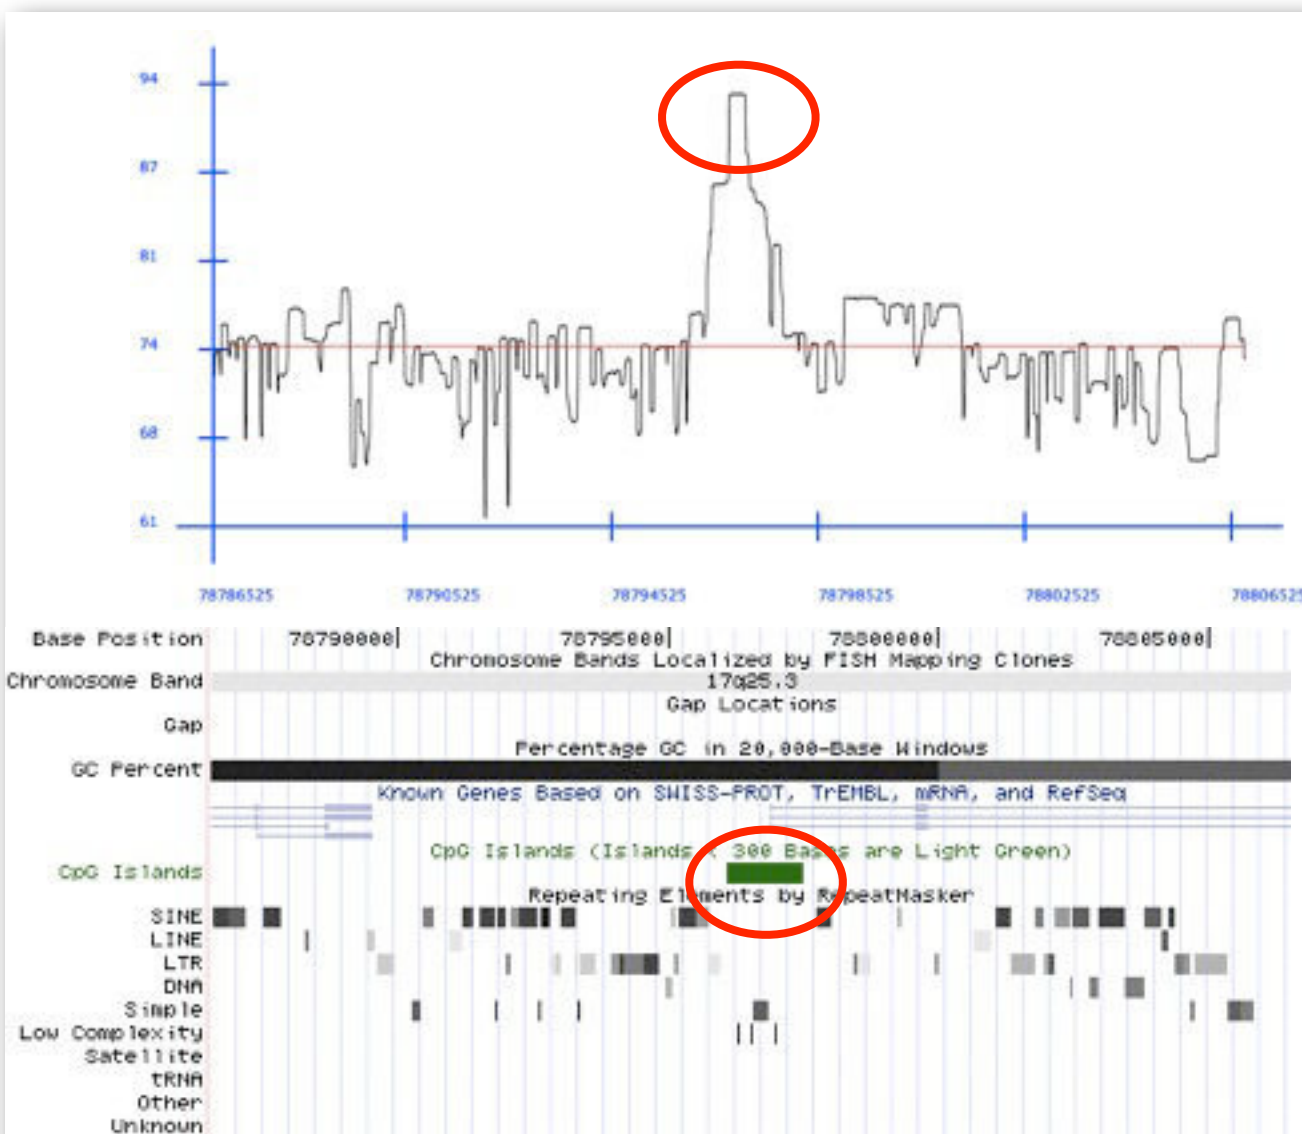 94
87
81
74
68
61
78786525 78790525 78794525 78798525 78802525 78806525
Base Position 78790000| 78795000| 78800000| 78805000|
Chromosome Bands Localized by FISH Mapping Clones
Chromosome Band 17q25.3
Gap Locations
Gap
Percentage GC in 20,000-Base Windows
GC Percent
Known Genes Based on SWISS-PROT, TrEMBL, mRNA, and RefSeq
CpG Islands (Islands < 300 Bases are Light Green)
CpG Islands
Repeating Elements by RepeatMasker
SINE
LINE
LTR
DNA
Simple
Low Complexity
Satellite
tRNA
Other
Unknown